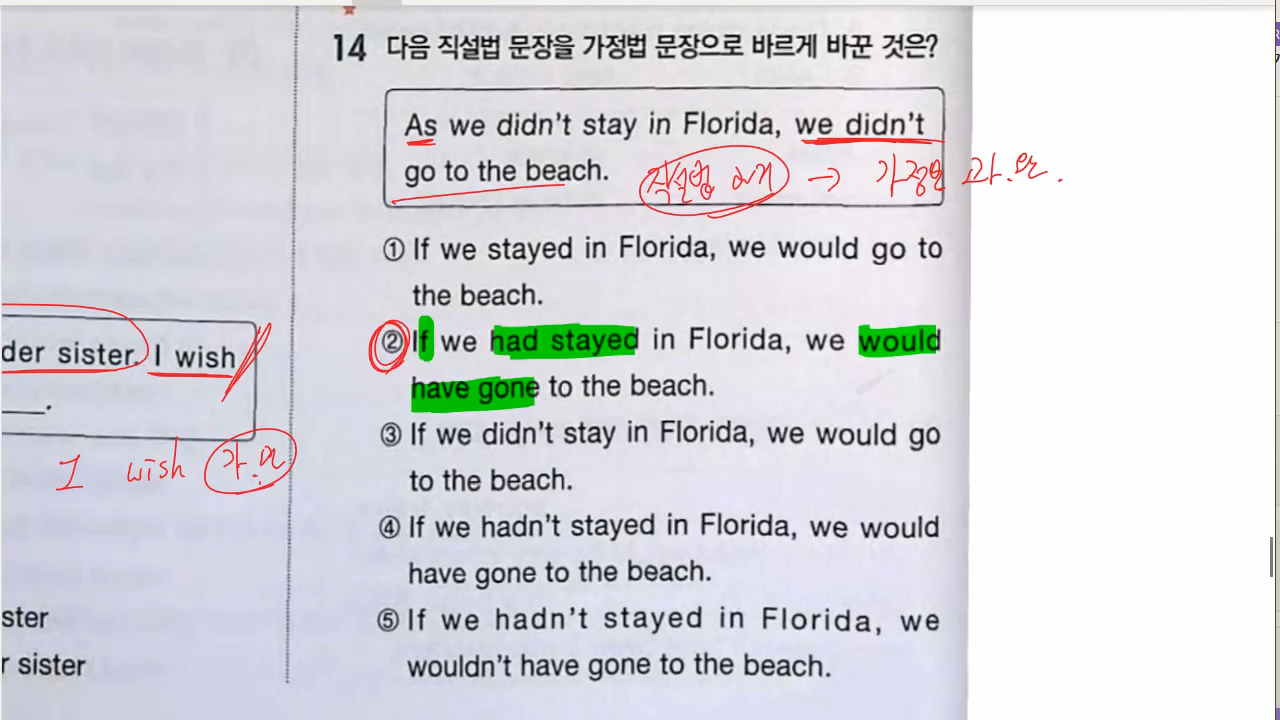 14 다음 직설법 문장을 가정법 문장으로 바르게 바꾼 것은?
As we didn't stay in Florida, we didn't
go to the beach.
직설법 과거 → 가정법 과.완.
① If we stayed in Florida, we would go to
the beach.
② If we had stayed in Florida, we would
have gone to the beach.
③ If we didn't stay in Florida, we would go
to the beach.
④ If we hadn't stayed in Florida, we would
have gone to the beach.
⑤ If we hadn't stayed in Florida, we
wouldn't have gone to the beach.
der sister. I wish
.
I wish
ster
r sister